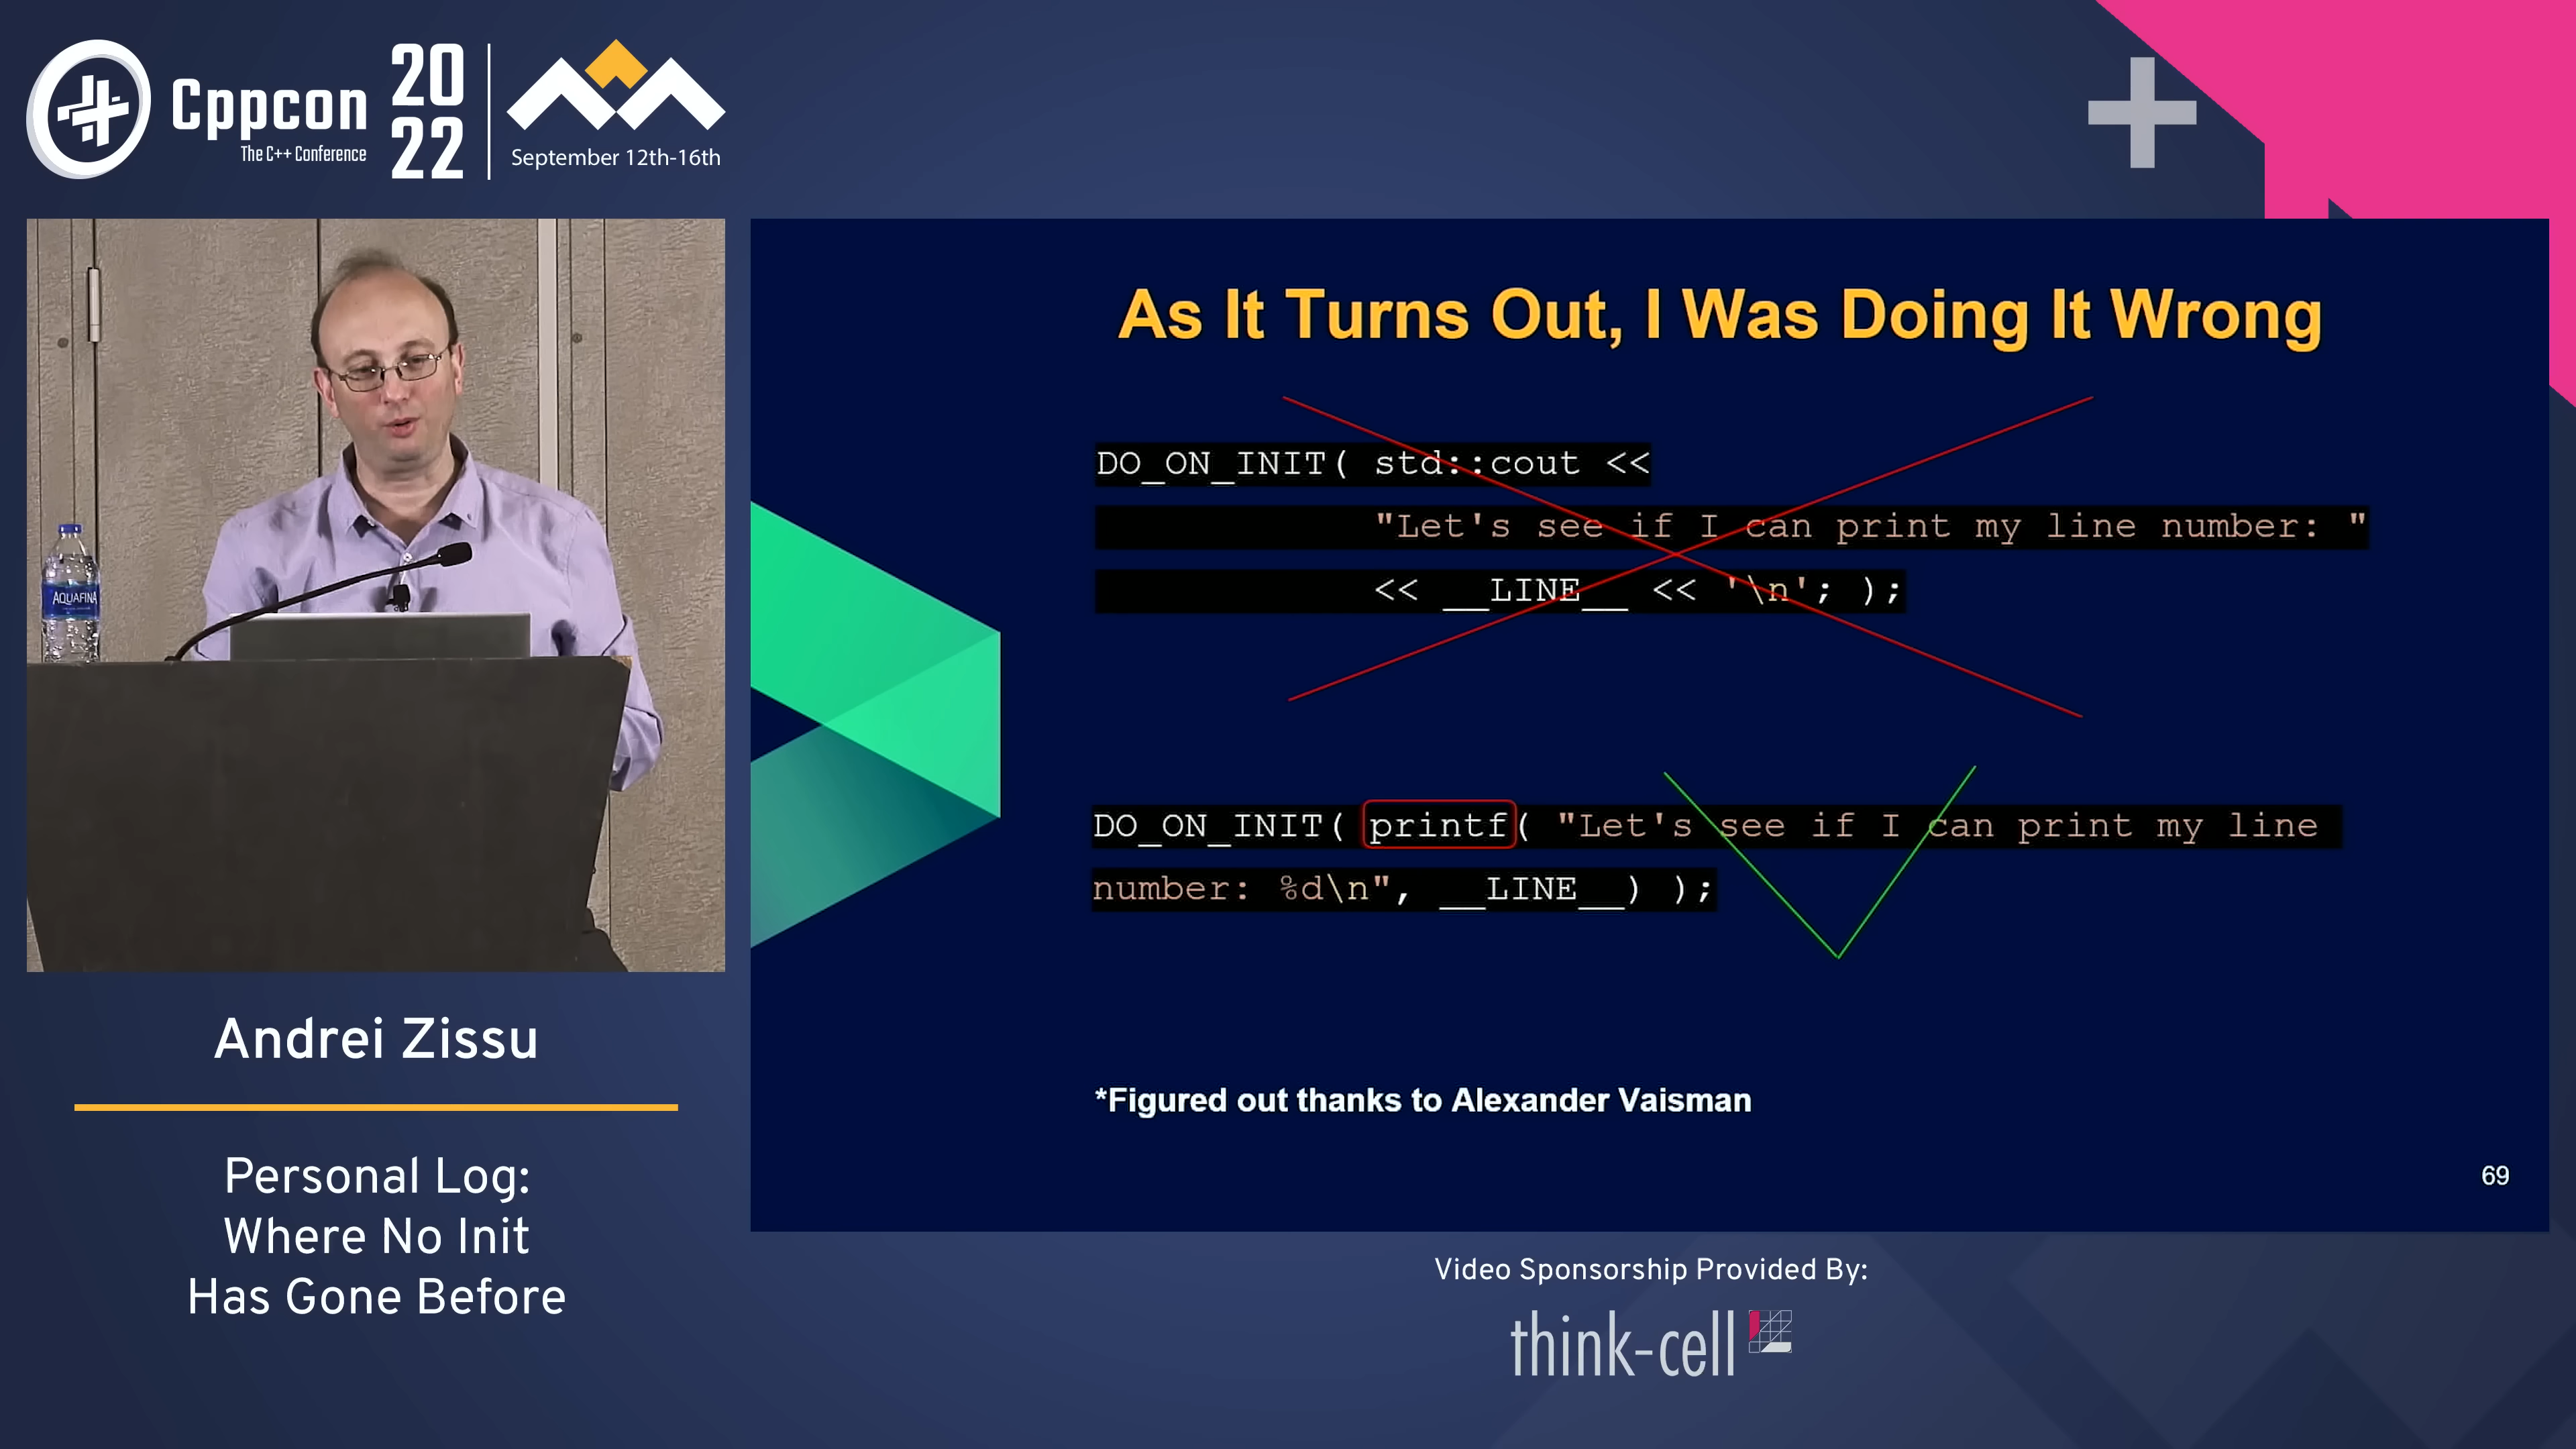 Cppcon
The C++ Conference
20
22
September 12th-16th
AQUAFINA
As It Turns Out, I Was Doing It Wrong
DO_ON_INIT( std::cout <<
"Let's see if I can print my line number: "
<< __LINE__ << '\n'; );
DO_ON_INIT( printf( "Let's see if I can print my line
number: %d\n", __LINE__) );
*Figured out thanks to Alexander Vaisman
69
Andrei Zissu
Personal Log:
Where No Init
Has Gone Before
Video Sponsorship Provided By:
think-cell